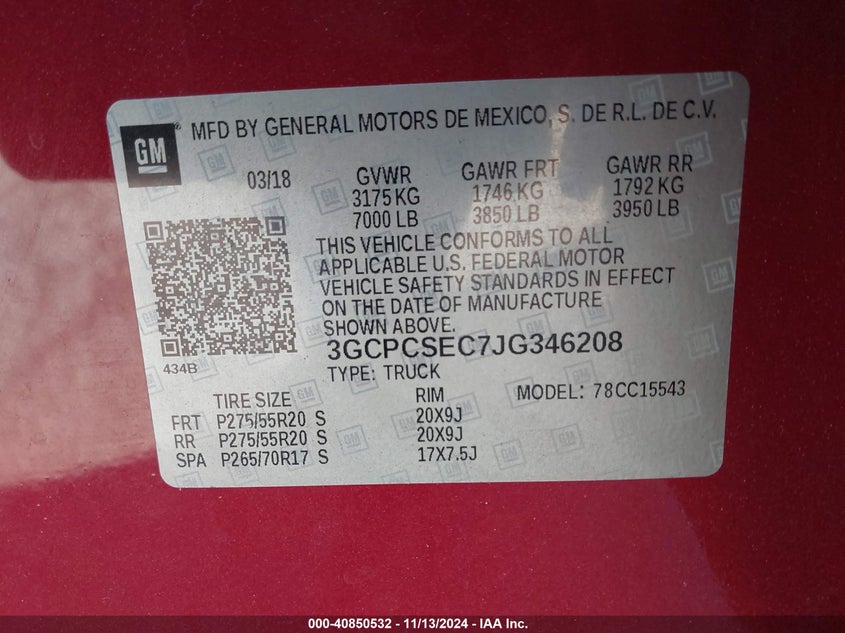 GM
® MFD BY GENERAL MOTORS DE MEXICO, S. DE R.L. DE C.V.
03/18 GVWR GAWR FRT GAWR RR
3175 KG 1746 KG 1792 KG
7000 LB 3850 LB 3950 LB
THIS VEHICLE CONFORMS TO ALL
APPLICABLE U.S. FEDERAL MOTOR
VEHICLE SAFETY STANDARDS IN EFFECT
ON THE DATE OF MANUFACTURE
SHOWN ABOVE.
434B
3GCPCSEC7JG346208
TYPE: TRUCK
TIRE SIZE RIM MODEL: 78CC15543
FRT P275/55R20 S 20X9J
RR P275/55R20 S 20X9J
SPA P265/70R17 S 17X7.5J
000-40850532 - 11/13/2024 - IAA Inc.